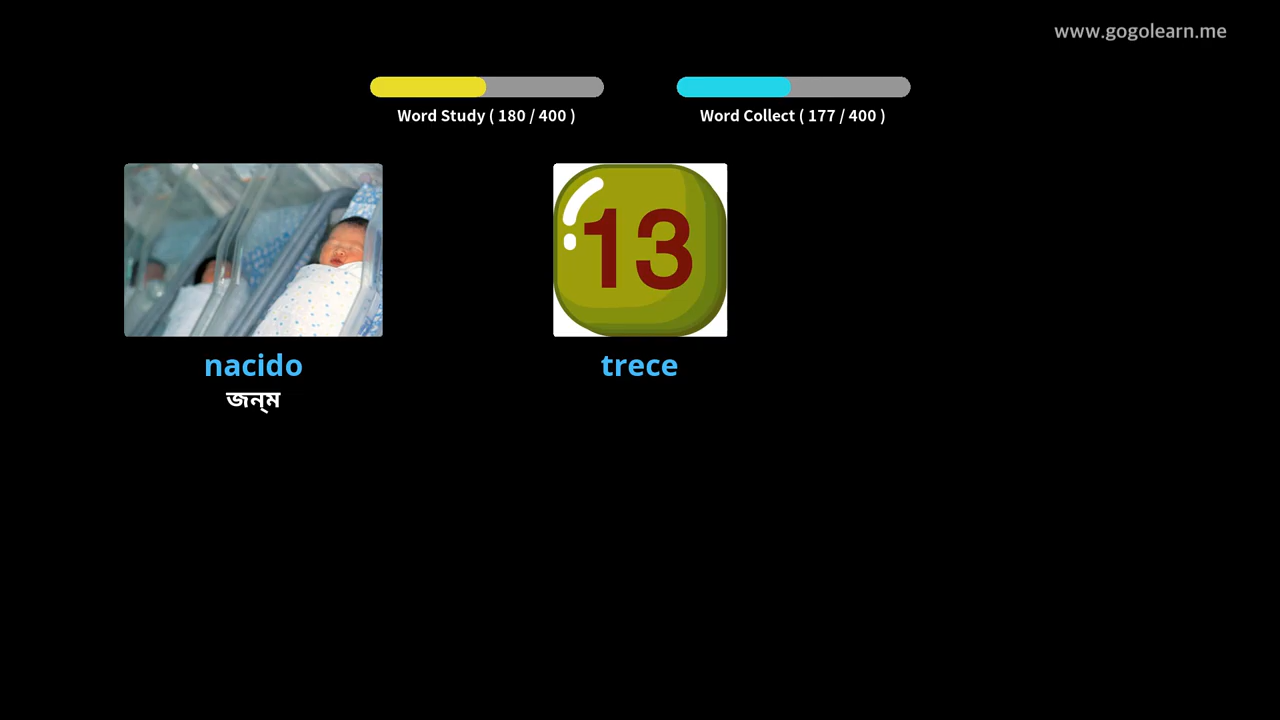 www.gogolearn.me
Word Study ( 180 / 400 )
Word Collect ( 177 / 400 )
13
nacido
trece
জন্ম